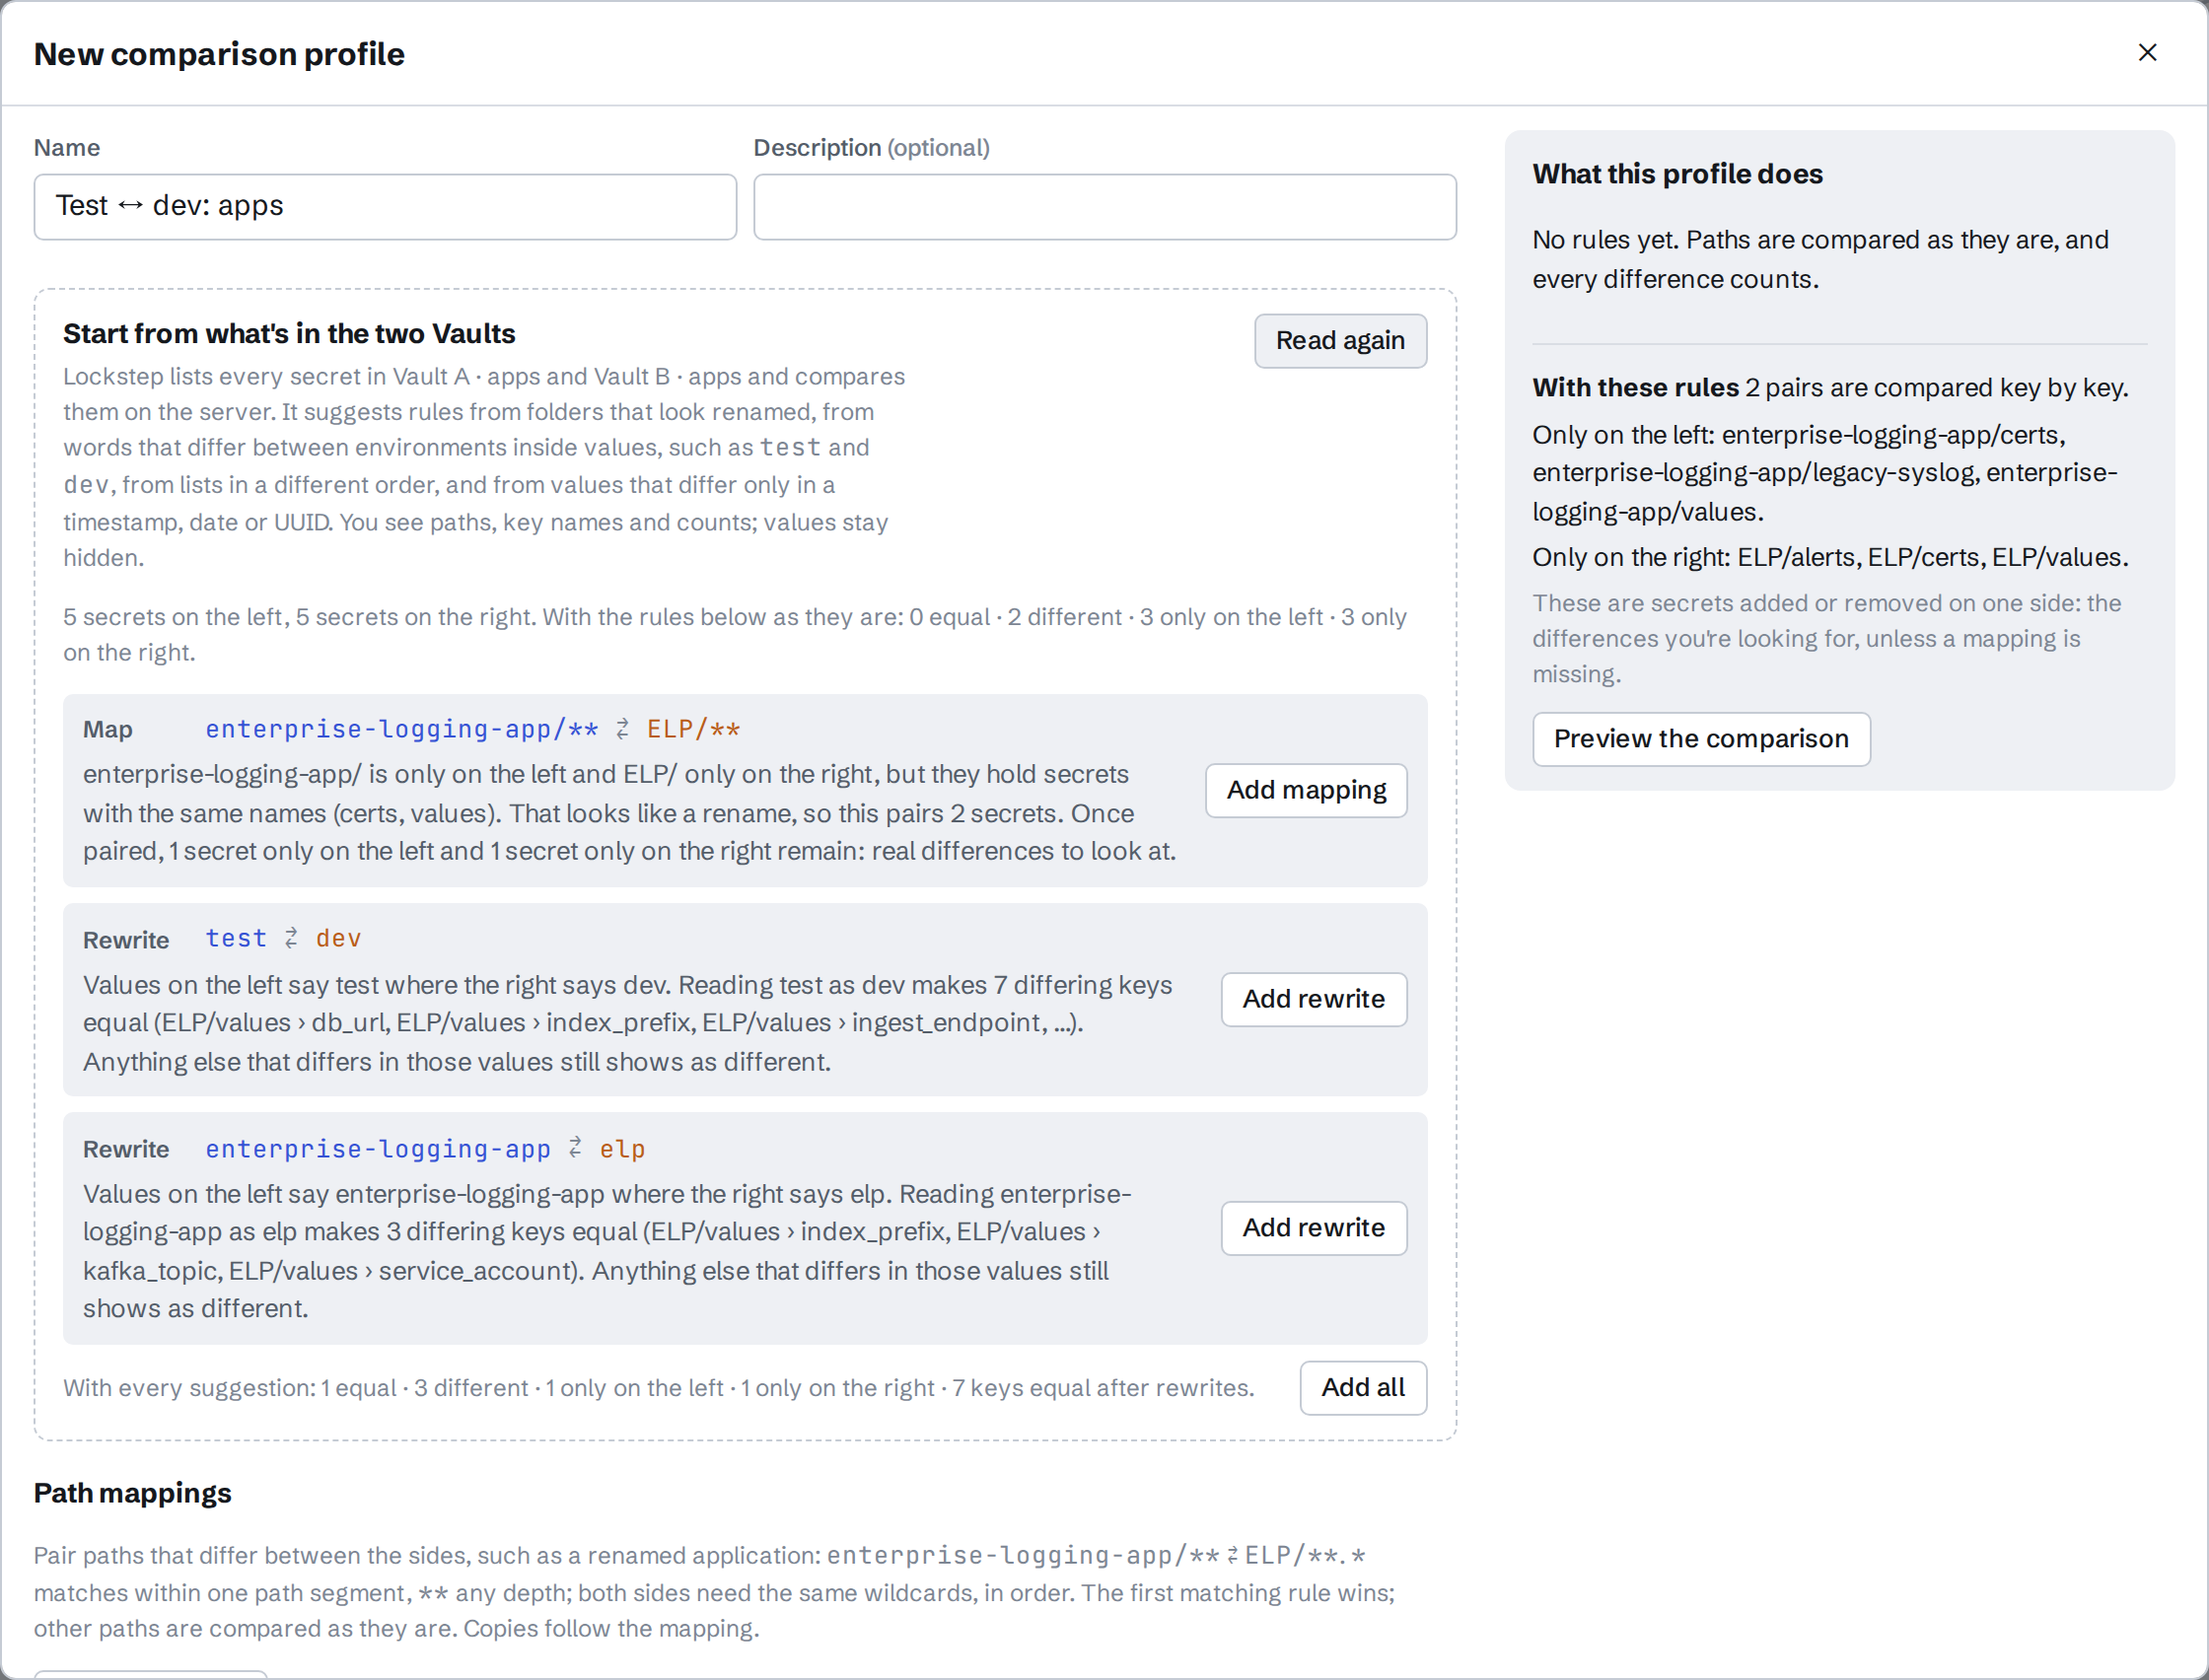 New comparison profile
Name
Test ↔ dev: apps
Description (optional)
Start from what's in the two Vaults
Read again
Lockstep lists every secret in Vault A · apps and Vault B · apps and compares
them on the server. It suggests rules from folders that look renamed, from
words that differ between environments inside values, such as test and
dev, from lists in a different order, and from values that differ only in a
timestamp, date or UUID. You see paths, key names and counts; values stay
hidden.
5 secrets on the left, 5 secrets on the right. With the rules below as they are: 0 equal · 2 different · 3 only on the left · 3 only
on the right.
Map enterprise-logging-app/** ⇄ ELP/**
enterprise-logging-app/ is only on the left and ELP/ only on the right, but they hold secrets
with the same names (certs, values). That looks like a rename, so this pairs 2 secrets. Once
paired, 1 secret only on the left and 1 secret only on the right remain: real differences to look at.
Add mapping
Rewrite test ⇄ dev
Values on the left say test where the right says dev. Reading test as dev makes 7 differing keys
equal (ELP/values › db_url, ELP/values › index_prefix, ELP/values › ingest_endpoint, …).
Anything else that differs in those values still shows as different.
Add rewrite
Rewrite enterprise-logging-app ⇄ elp
Values on the left say enterprise-logging-app where the right says elp. Reading enterprise-
logging-app as elp makes 3 differing keys equal (ELP/values › index_prefix, ELP/values ›
kafka_topic, ELP/values › service_account). Anything else that differs in those values still
shows as different.
Add rewrite
With every suggestion: 1 equal · 3 different · 1 only on the left · 1 only on the right · 7 keys equal after rewrites.
Add all
Path mappings
Pair paths that differ between the sides, such as a renamed application: enterprise-logging-app/** ⇄ ELP/**. *
matches within one path segment, ** any depth; both sides need the same wildcards, in order. The first matching rule wins;
other paths are compared as they are. Copies follow the mapping.
What this profile does
No rules yet. Paths are compared as they are, and
every difference counts.
With these rules 2 pairs are compared key by key.
Only on the left: enterprise-logging-app/certs,
enterprise-logging-app/legacy-syslog, enterprise-
logging-app/values.
Only on the right: ELP/alerts, ELP/certs, ELP/values.
These are secrets added or removed on one side: the
differences you're looking for, unless a mapping is
missing.
Preview the comparison